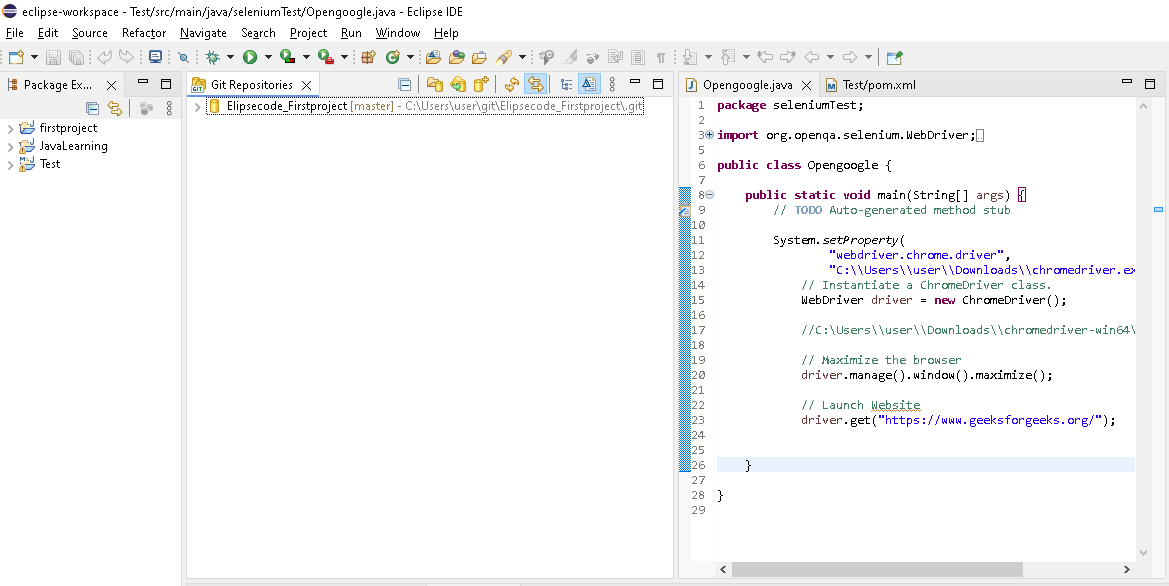 eclipse-workspace - Test/src/main/java/seleniumTest/Opengoogle.java - Eclipse IDE
File Edit Source Refactor Navigate Search Project Run Window Help
Package Ex...
firstproject
JavaLearning
Test
Git Repositories
Elipsecode_Firstproject [master] - C:\Users\user\git\Elipsecode_Firstproject\.git
Opengoogle.java Test/pom.xml
1 package seleniumTest;
2
3 import org.openqa.selenium.WebDriver;
5
6 public class Opengoogle {
7
8 public static void main(String[] args) {
9 // TODO Auto-generated method stub
10
11 System.setProperty(
12 "webdriver.chrome.driver",
13 "C:\\Users\\user\\Downloads\\chromedriver.ex
14 // Instantiate a ChromeDriver class.
15 WebDriver driver = new ChromeDriver();
16
17 //C:\Users\\user\\Downloads\\chromedriver-win64\
18
19 // Maximize the browser
20 driver.manage().window().maximize();
21
22 // Launch Website
23 driver.get("https://www.geeksforgeeks.org/");
24
25
26 }
27
28 }
29